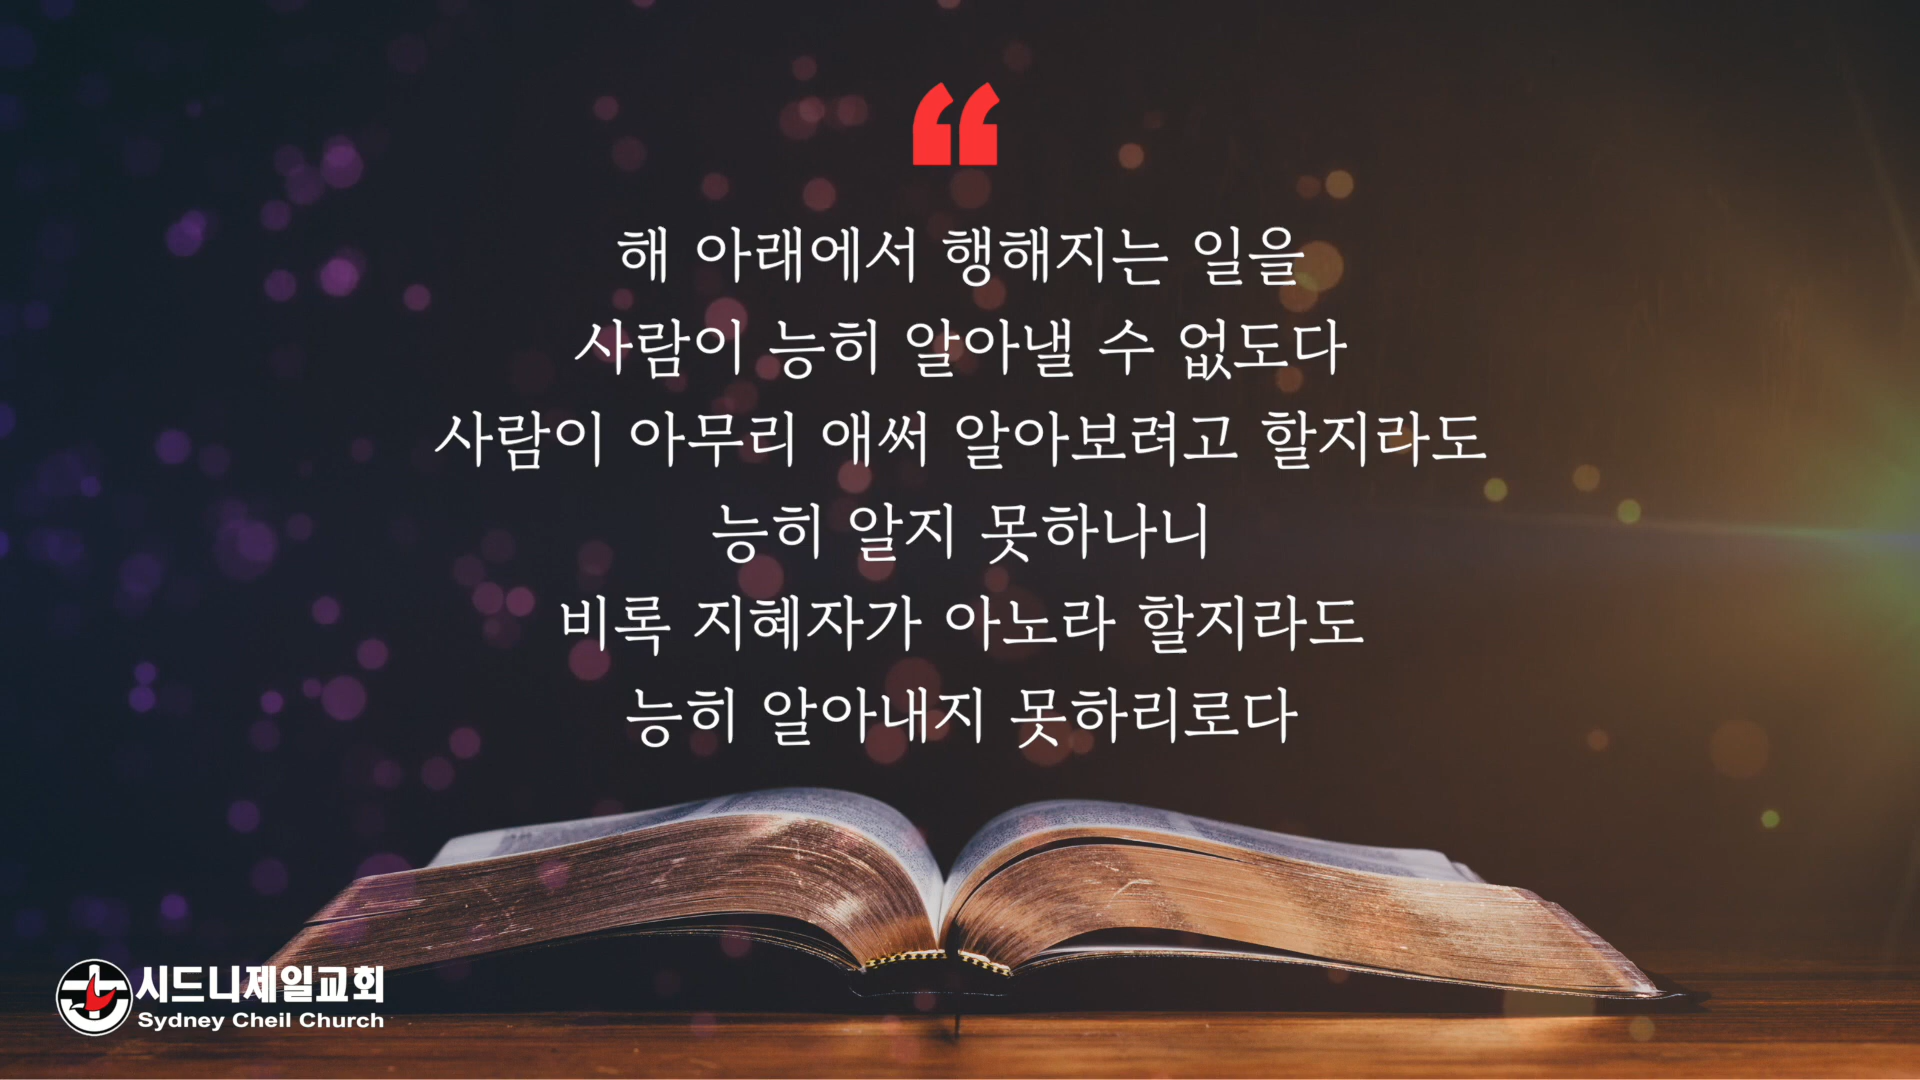 해 아래에서 행해지는 일을
사람이 능히 알아낼 수 없도다
사람이 아무리 애써 알아보려고 할지라도
능히 알지 못하나니
비록 지혜자가 아노라 할지라도
능히 알아내지 못하리로다
시드니제일교회
Sydney Cheil Church